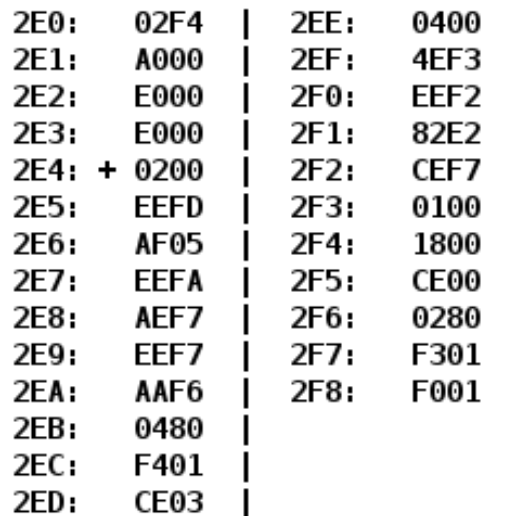 2E0: 02F4 | 2EE: 0400
2E1: A000 | 2EF: 4EF3
2E2: E000 | 2F0: EEF2
2E3: E000 | 2F1: 82E2
2E4: + 0200 | 2F2: CEF7
2E5: EEFD | 2F3: 0100
2E6: AF05 | 2F4: 1800
2E7: EEFA | 2F5: CE00
2E8: AEF7 | 2F6: 0280
2E9: EEF7 | 2F7: F301
2EA: AAF6 | 2F8: F001
2EB: 0480 |
2EC: F401 |
2ED: CE03 |